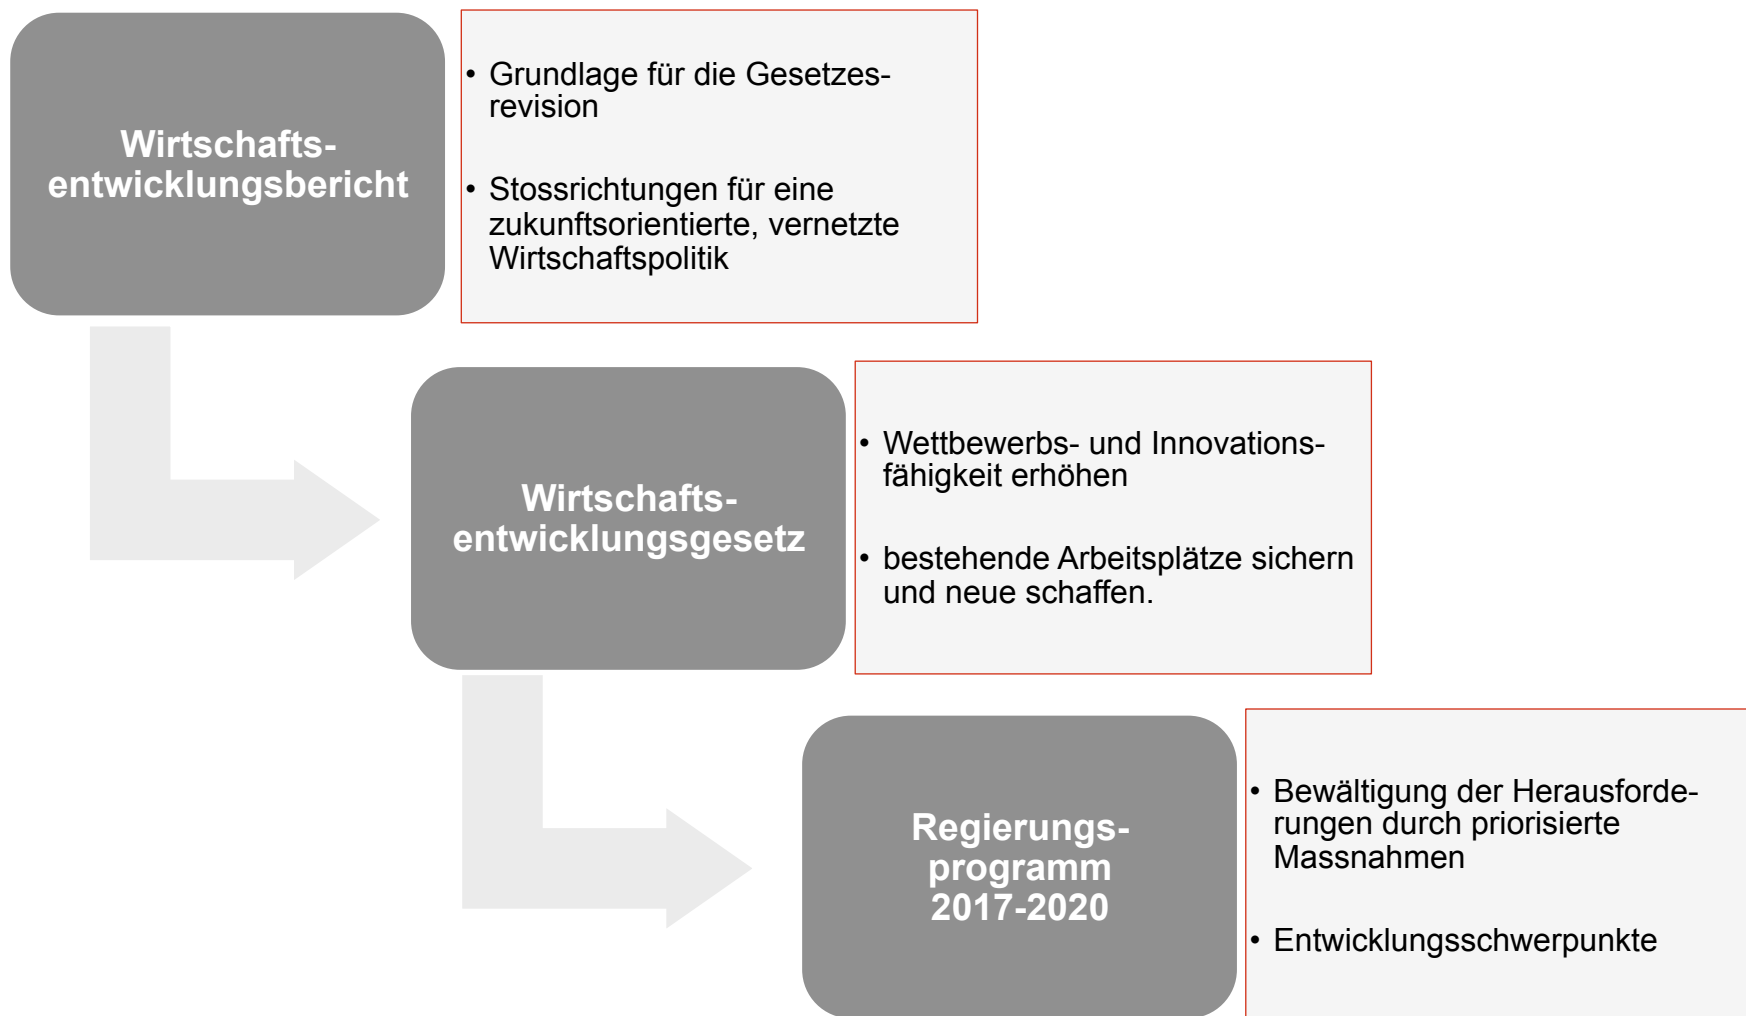 Wirtschafts-
entwicklungsbericht
• Grundlage für die Gesetzes-
revision
• Stossrichtungen für eine
zukunftsorientierte, vernetzte
Wirtschaftspolitik
Wirtschafts-
entwicklungsgesetz
• Wettbewerbs- und Innovations-
fähigkeit erhöhen
• bestehende Arbeitsplätze sichern
und neue schaffen.
Regierungs-
programm
2017-2020
• Bewältigung der Herausforde-
rungen durch priorisierte
Massnahmen
• Entwicklungsschwerpunkte